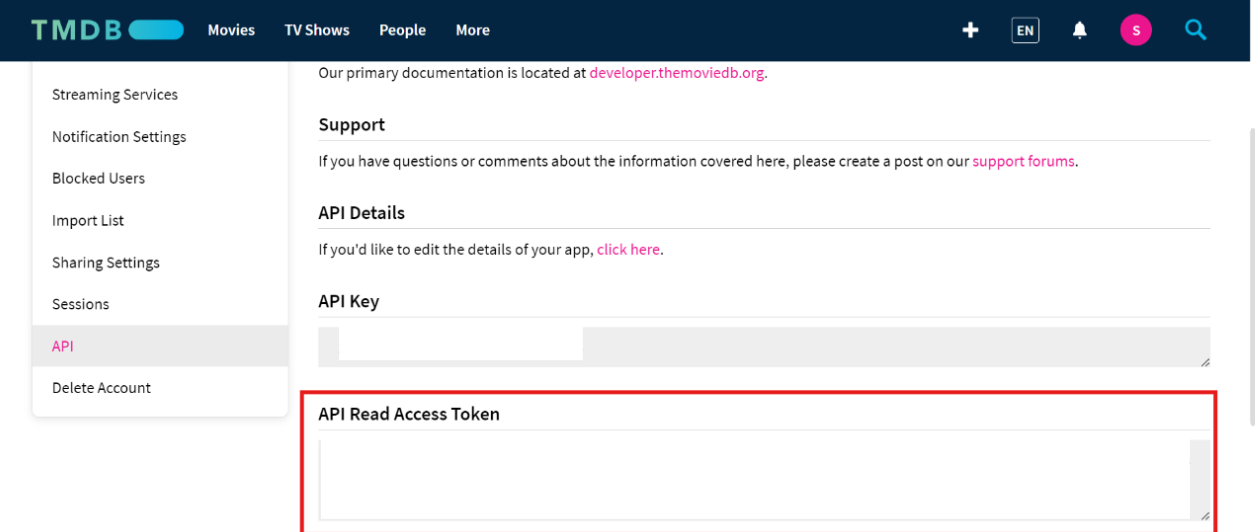 TMDB Movies TV Shows People More EN S
Our primary documentation is located at developer.themoviedb.org.
Streaming Services
Notification Settings
Blocked Users
Import List
Sharing Settings
Sessions
API
Delete Account
Support
If you have questions or comments about the information covered here, please create a post on our support forums.
API Details
If you'd like to edit the details of your app, click here.
API Key
API Read Access Token